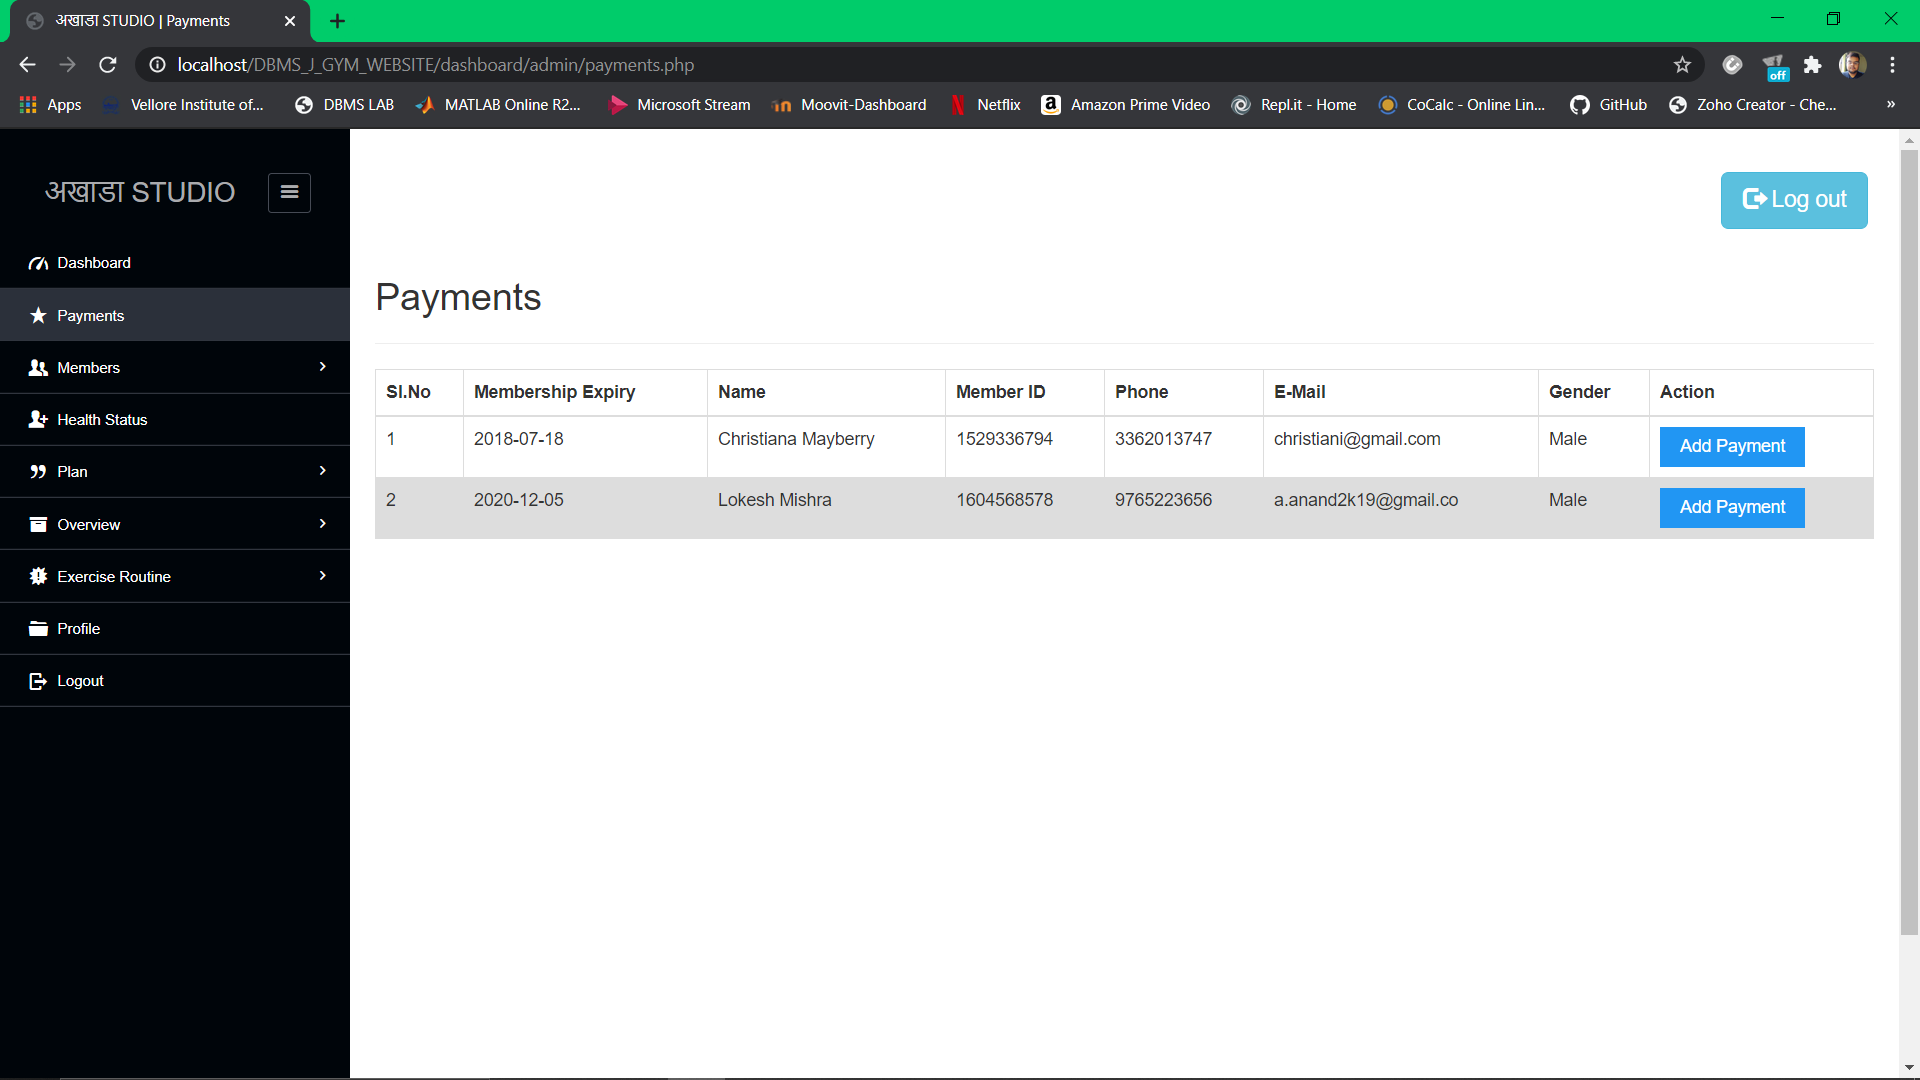 अखाडा STUDIO | Payments
localhost/DBMS_J_GYM_WEBSITE/dashboard/admin/payments.php
off
Apps Vellore Institute of... DBMS LAB MATLAB Online R2... Microsoft Stream Moovit-Dashboard Netflix Amazon Prime Video Repl.it - Home CoCalc - Online Lin... GitHub Zoho Creator - Che... »
अखाडा STUDIO
Log out
Dashboard
Payments
Members
Health Status
Plan
Overview
Exercise Routine
Profile
Logout
Payments
Sl.No Membership Expiry Name Member ID Phone E-Mail Gender Action
1 2018-07-18 Christiana Mayberry 1529336794 3362013747 christiani@gmail.com Male Add Payment
2 2020-12-05 Lokesh Mishra 1604568578 9765223656 a.anand2k19@gmail.co Male Add Payment